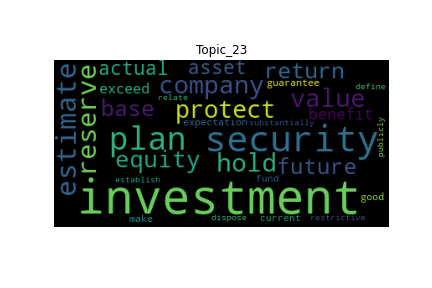 Topic_23
actual asset return
exceed company guarantee define
relate value
estimate reserve base protect benefit
expectation substantially publicly
plan security
equity hold future
establish fund
investment good
make dispose current restrictive